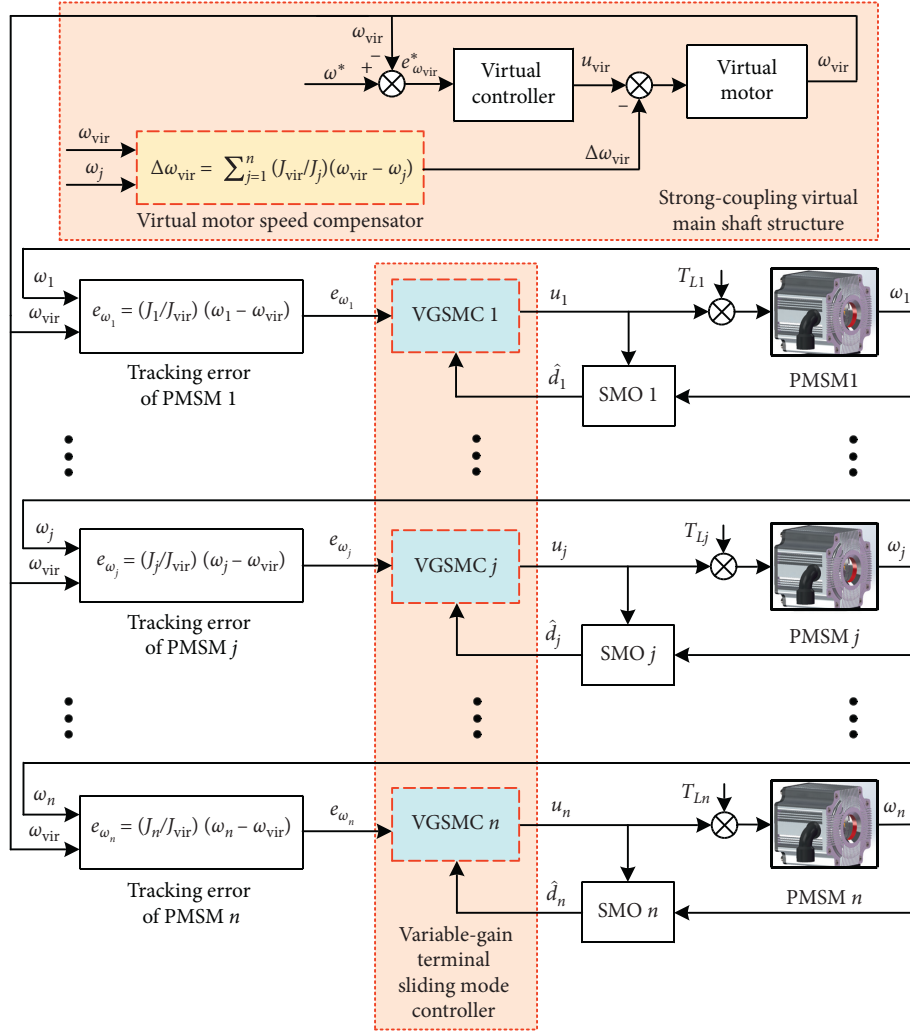 ω_vir
−
ω* + e*_ω_vir
Virtual controller
u_vir
−
Virtual motor
ω_vir
ω_vir
ω_j
Δω_vir = ∑_{j=1}^{n} (J_vir/J_j)(ω_vir − ω_j)
Δω_vir
Virtual motor speed compensator
Strong-coupling virtual
main shaft structure
ω_1
ω_vir
e_ω_1 = (J_1/J_vir) (ω_1 − ω_vir)
e_ω_1
VGSMC 1
u_1
T_L1
ω_1
Tracking error
of PMSM 1
d̂_1
SMO 1
PMSM1
ω_j
ω_vir
e_ω_j = (J_j/J_vir) (ω_j − ω_vir)
e_ω_j
VGSMC j
u_j
T_Lj
ω_j
Tracking error
of PMSM j
d̂_j
SMO j
PMSM j
ω_n
ω_vir
e_ω_n = (J_n/J_vir) (ω_n − ω_vir)
e_ω_n
VGSMC n
u_n
T_Ln
ω_n
Tracking error
of PMSM n
d̂_n
SMO n
PMSM n
Variable-gain
terminal
sliding mode
controller